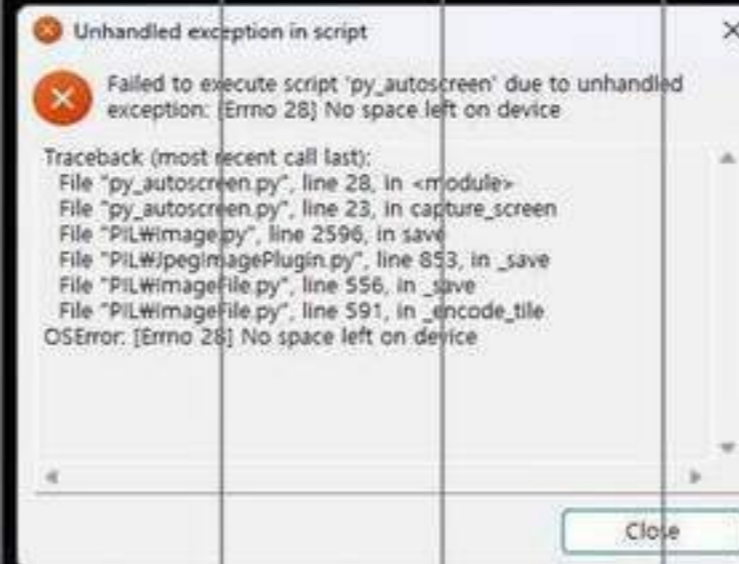 Unhandled exception in script
Failed to execute script 'py_autoscreen' due to unhandled
exception: [Errno 28] No space left on device
Traceback (most recent call last):
File "py_autoscreen.py", line 28, in <module>
File "py_autoscreen.py", line 23, in capture_screen
File "PIL₩Image.py", line 2596, in save
File "PIL₩JpegImagePlugin.py", line 853, in _save
File "PIL₩ImageFile.py", line 556, in _save
File "PIL₩ImageFile.py", line 591, in _encode_tile
OSError: [Errno 28] No space left on device
Close